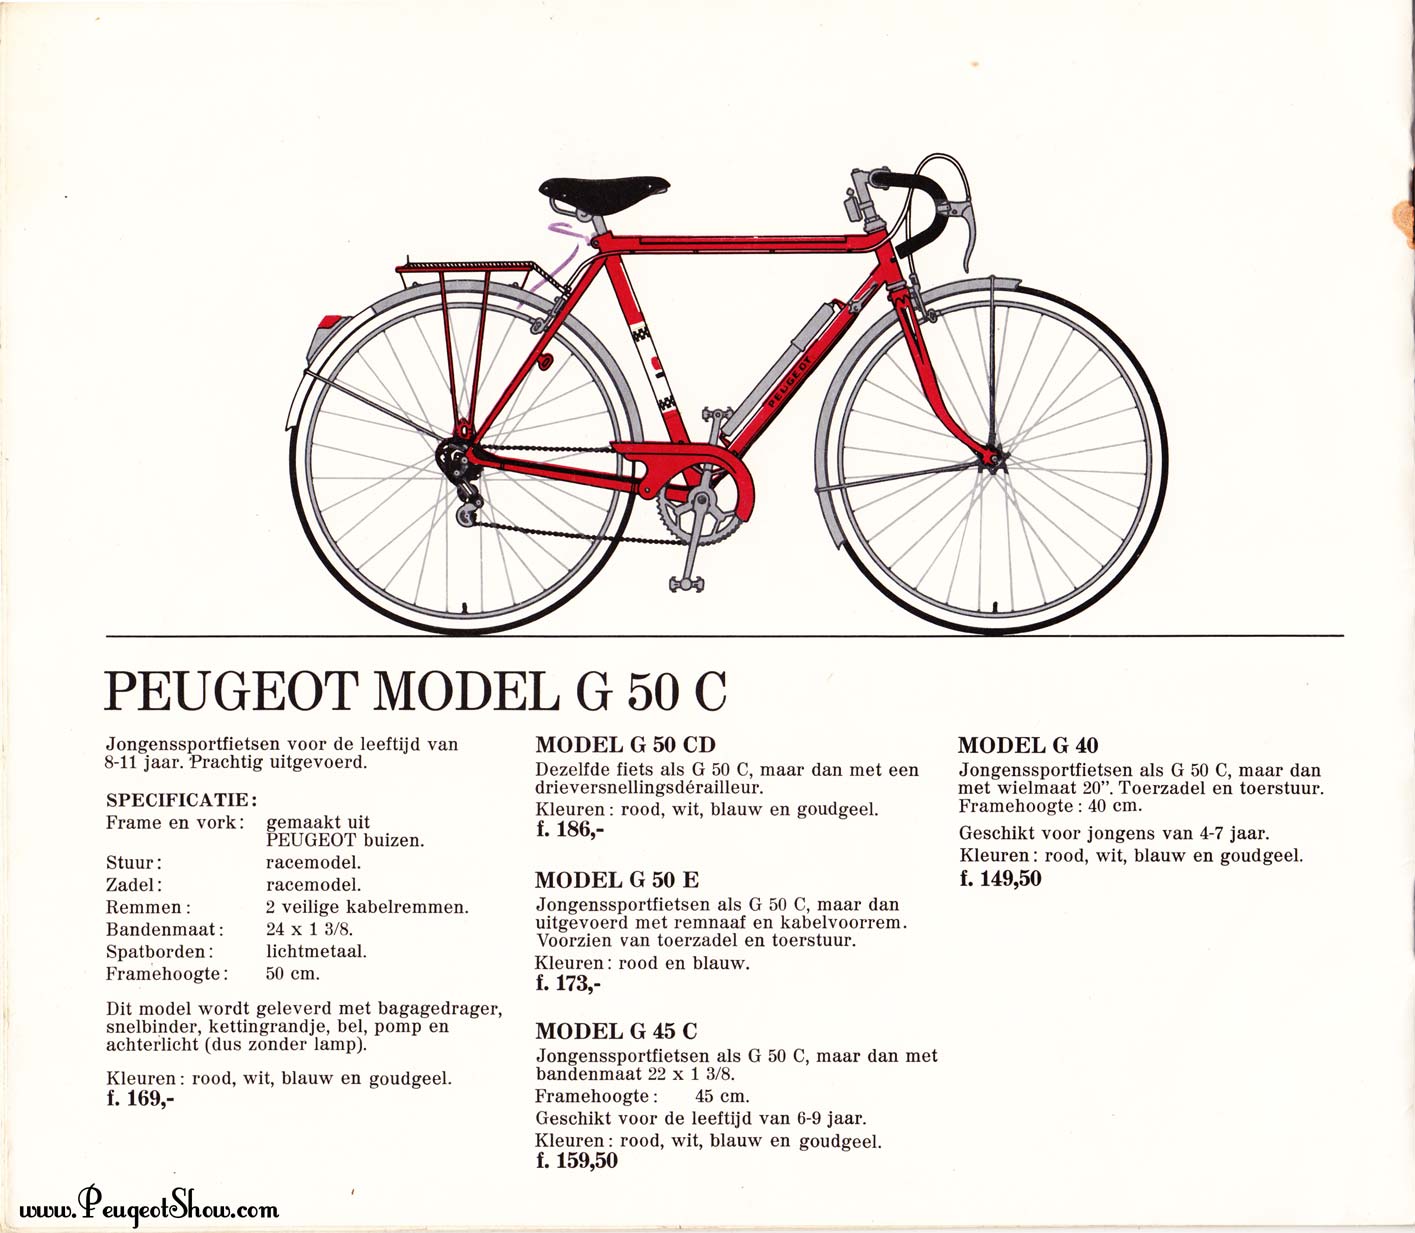 PEUGEOT
PEUGEOT MODEL G 50 C
Jongenssportfietsen voor de leeftijd van
8-11 jaar. Prachtig uitgevoerd.
SPECIFICATIE:
Frame en vork: gemaakt uit
PEUGEOT buizen.
Stuur: racemodel.
Zadel: racemodel.
Remmen: 2 veilige kabelremmen.
Bandenmaat: 24 x 1 3/8.
Spatborden: lichtmetaal.
Framehoogte: 50 cm.
Dit model wordt geleverd met bagagedrager,
snelbinder, kettingrandje, bel, pomp en
achterlicht (dus zonder lamp).
Kleuren: rood, wit, blauw en goudgeel.
f. 169,-
MODEL G 50 CD
Dezelfde fiets als G 50 C, maar dan met een
drieversnellingsdérailleur.
Kleuren: rood, wit, blauw en goudgeel.
f. 186,-
MODEL G 50 E
Jongenssportfietsen als G 50 C, maar dan
uitgevoerd met remnaaf en kabelvoorrem.
Voorzien van toerzadel en toerstuur.
Kleuren: rood en blauw.
f. 173,-
MODEL G 45 C
Jongenssportfietsen als G 50 C, maar dan met
bandenmaat 22 x 1 3/8.
Framehoogte: 45 cm.
Geschikt voor de leeftijd van 6-9 jaar.
Kleuren: rood, wit, blauw en goudgeel.
f. 159,50
MODEL G 40
Jongenssportfietsen als G 50 C, maar dan
met wielmaat 20". Toerzadel en toerstuur.
Framehoogte: 40 cm.
Geschikt voor jongens van 4-7 jaar.
Kleuren: rood, wit, blauw en goudgeel.
f. 149,50
www.PeugeotShow.com